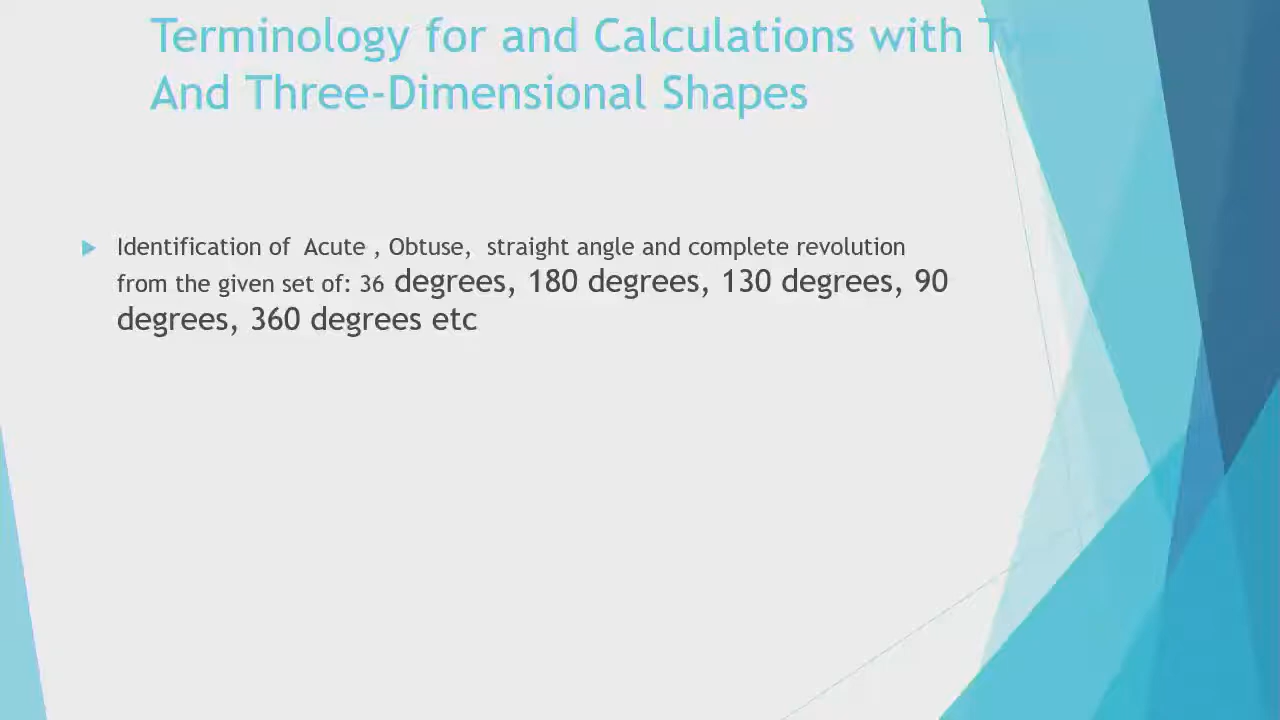 Terminology for and Calculations with Two
And Three-Dimensional Shapes
Identification of Acute , Obtuse, straight angle and complete revolution
from the given set of: 36 degrees, 180 degrees, 130 degrees, 90
degrees, 360 degrees etc